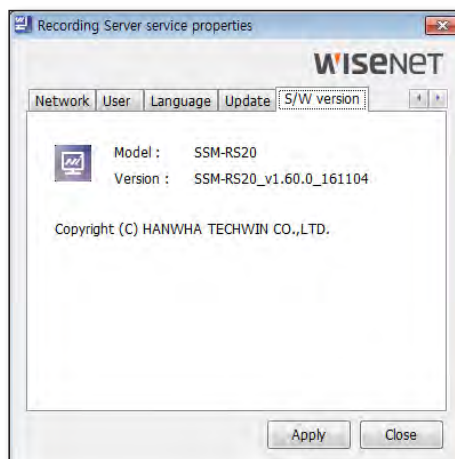 Recording Server service properties
WISENET
Network User Language Update S/W version
Model : SSM-RS20
Version : SSM-RS20_v1.60.0_161104
Copyright (C) HANWHA TECHWIN CO.,LTD.
Apply Close